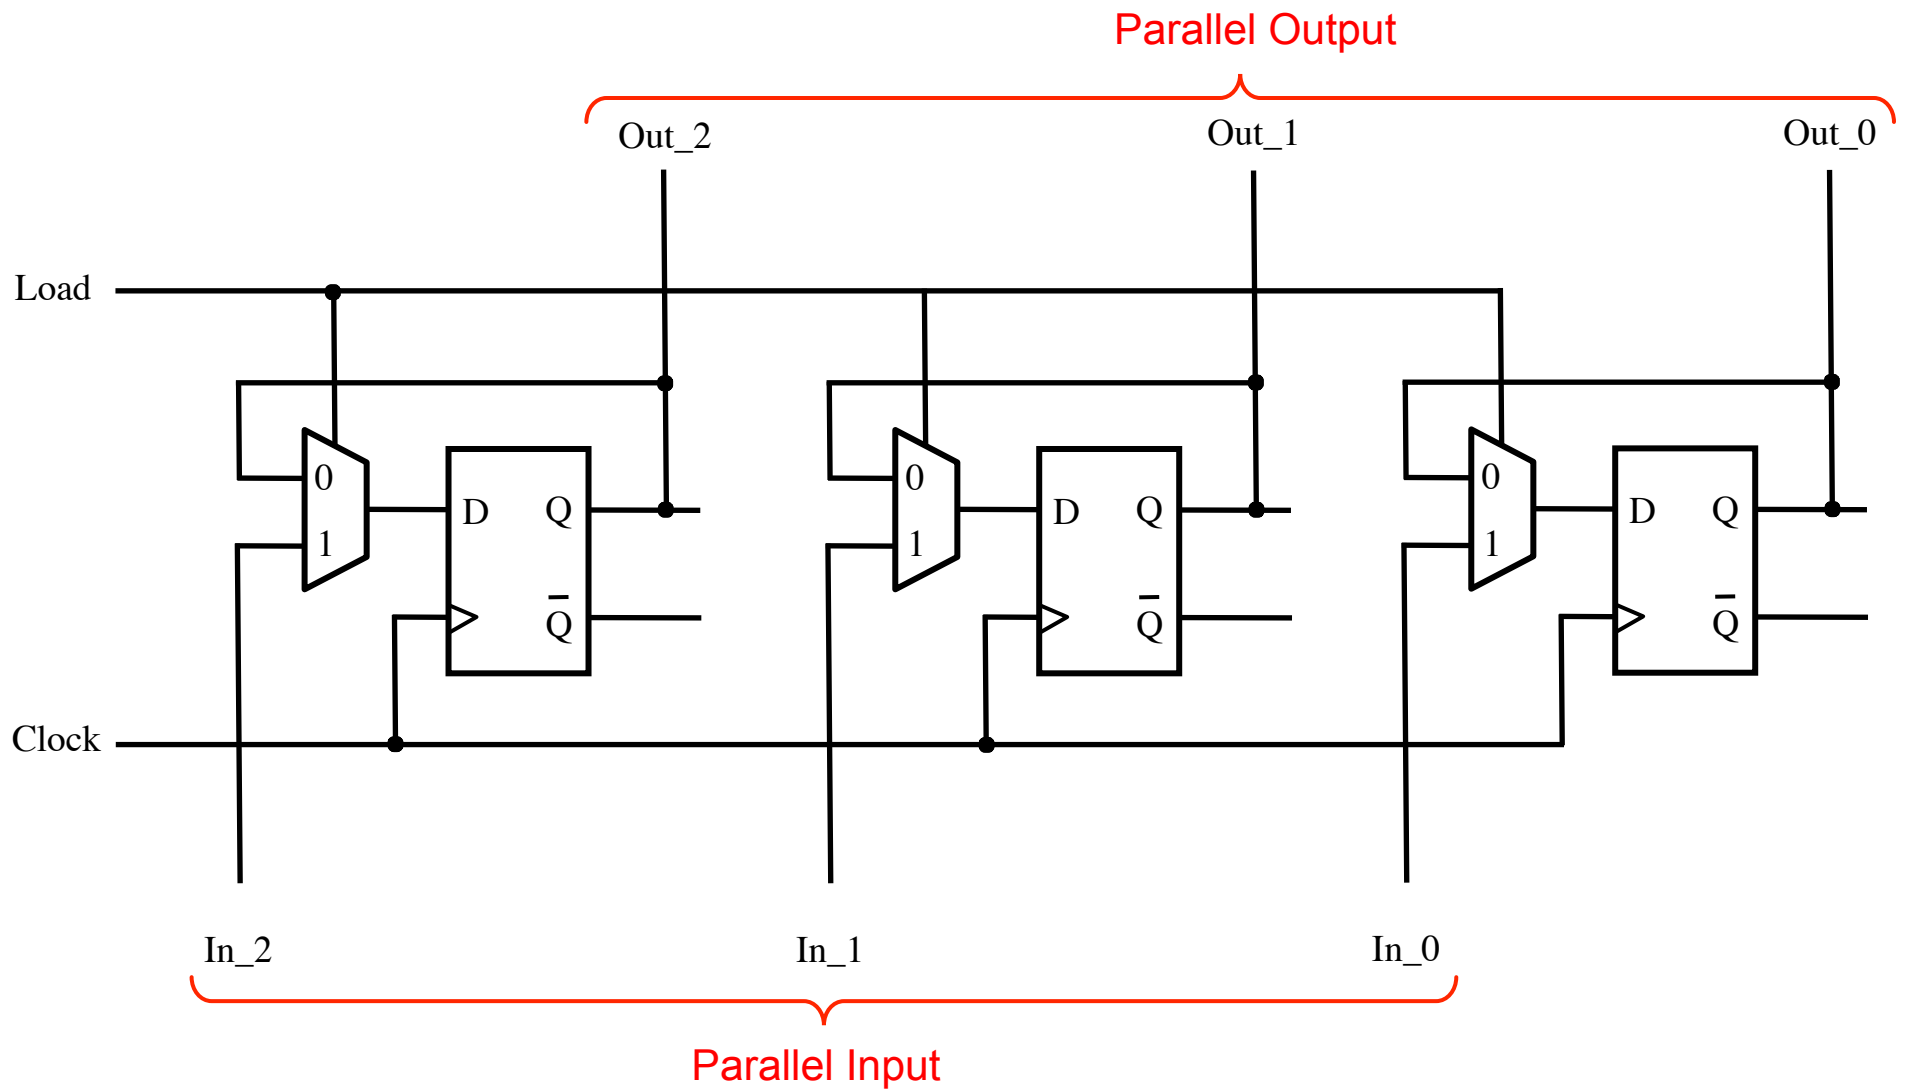 Parallel Output
Out_2 Out_1 Out_0
Load
0 0 0
D Q D Q D Q
1 1 1
Q̅ Q̅ Q̅
Clock
In_2 In_1 In_0
Parallel Input